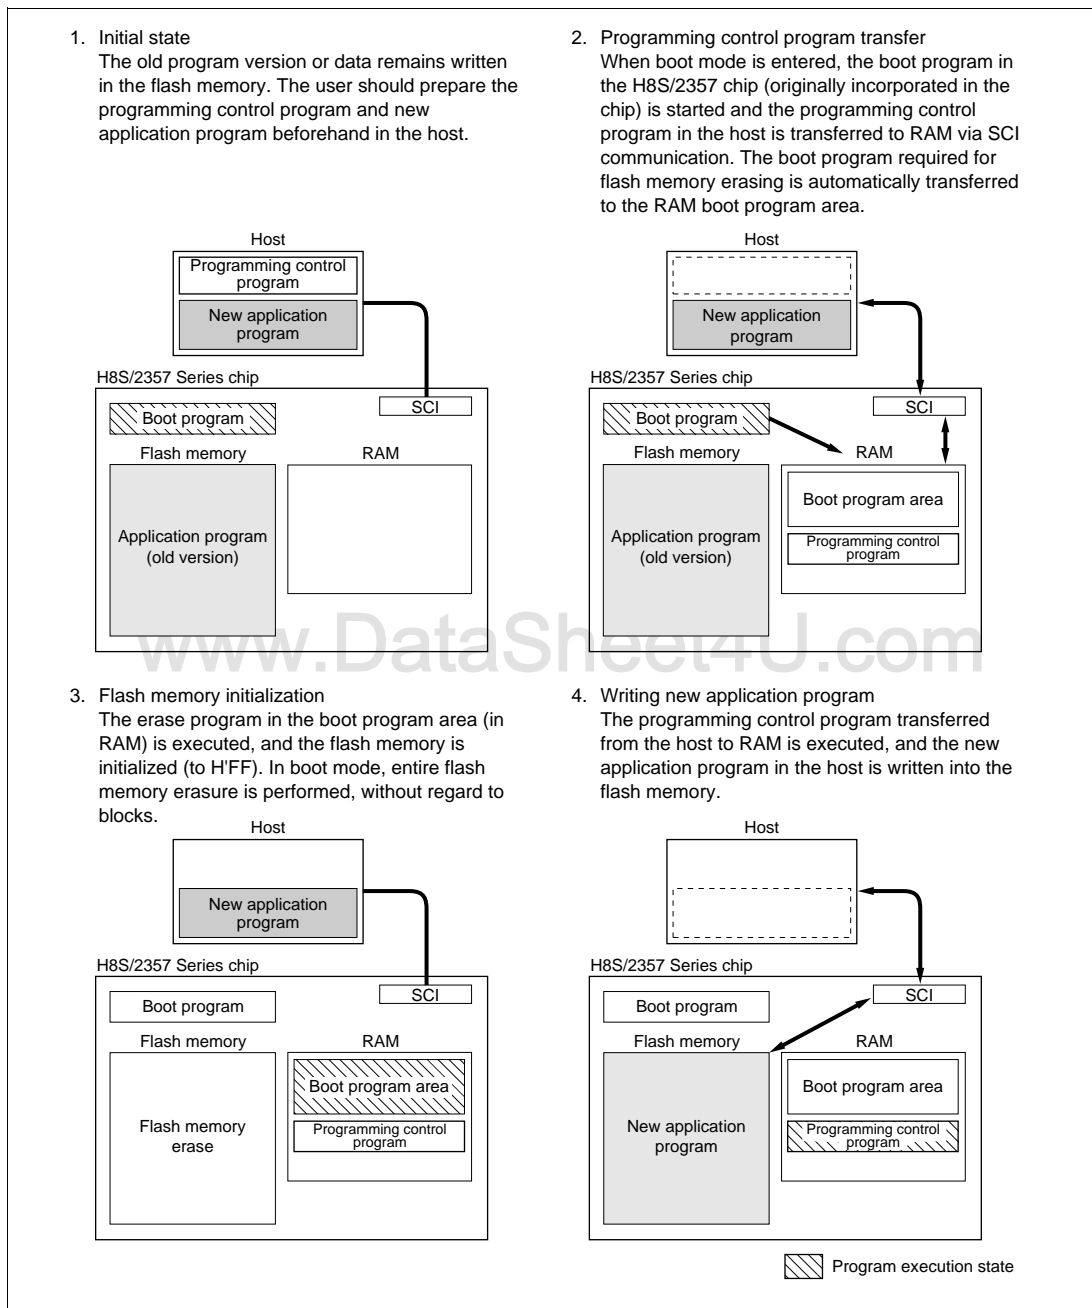 1. Initial state
The old program version or data remains written
in the flash memory. The user should prepare the
programming control program and new
application program beforehand in the host.
Host
Programming control
program
New application
program
H8S/2357 Series chip
SCI
Boot program
Flash memory
RAM
Application program
(old version)
2. Programming control program transfer
When boot mode is entered, the boot program in
the H8S/2357 chip (originally incorporated in the
chip) is started and the programming control
program in the host is transferred to RAM via SCI
communication. The boot program required for
flash memory erasing is automatically transferred
to the RAM boot program area.
Host
New application
program
H8S/2357 Series chip
SCI
Boot program
Flash memory
RAM
Boot program area
Application program
(old version)
Programming control
program
www.DataSheet4U.com
3. Flash memory initialization
The erase program in the boot program area (in
RAM) is executed, and the flash memory is
initialized (to H'FF). In boot mode, entire flash
memory erasure is performed, without regard to
blocks.
Host
New application
program
H8S/2357 Series chip
SCI
Boot program
Flash memory
RAM
Boot program area
Flash memory
erase
Programming control
program
4. Writing new application program
The programming control program transferred
from the host to RAM is executed, and the new
application program in the host is written into the
flash memory.
Host
H8S/2357 Series chip
SCI
Boot program
Flash memory
RAM
Boot program area
New application
program
Programming control
program
Program execution state